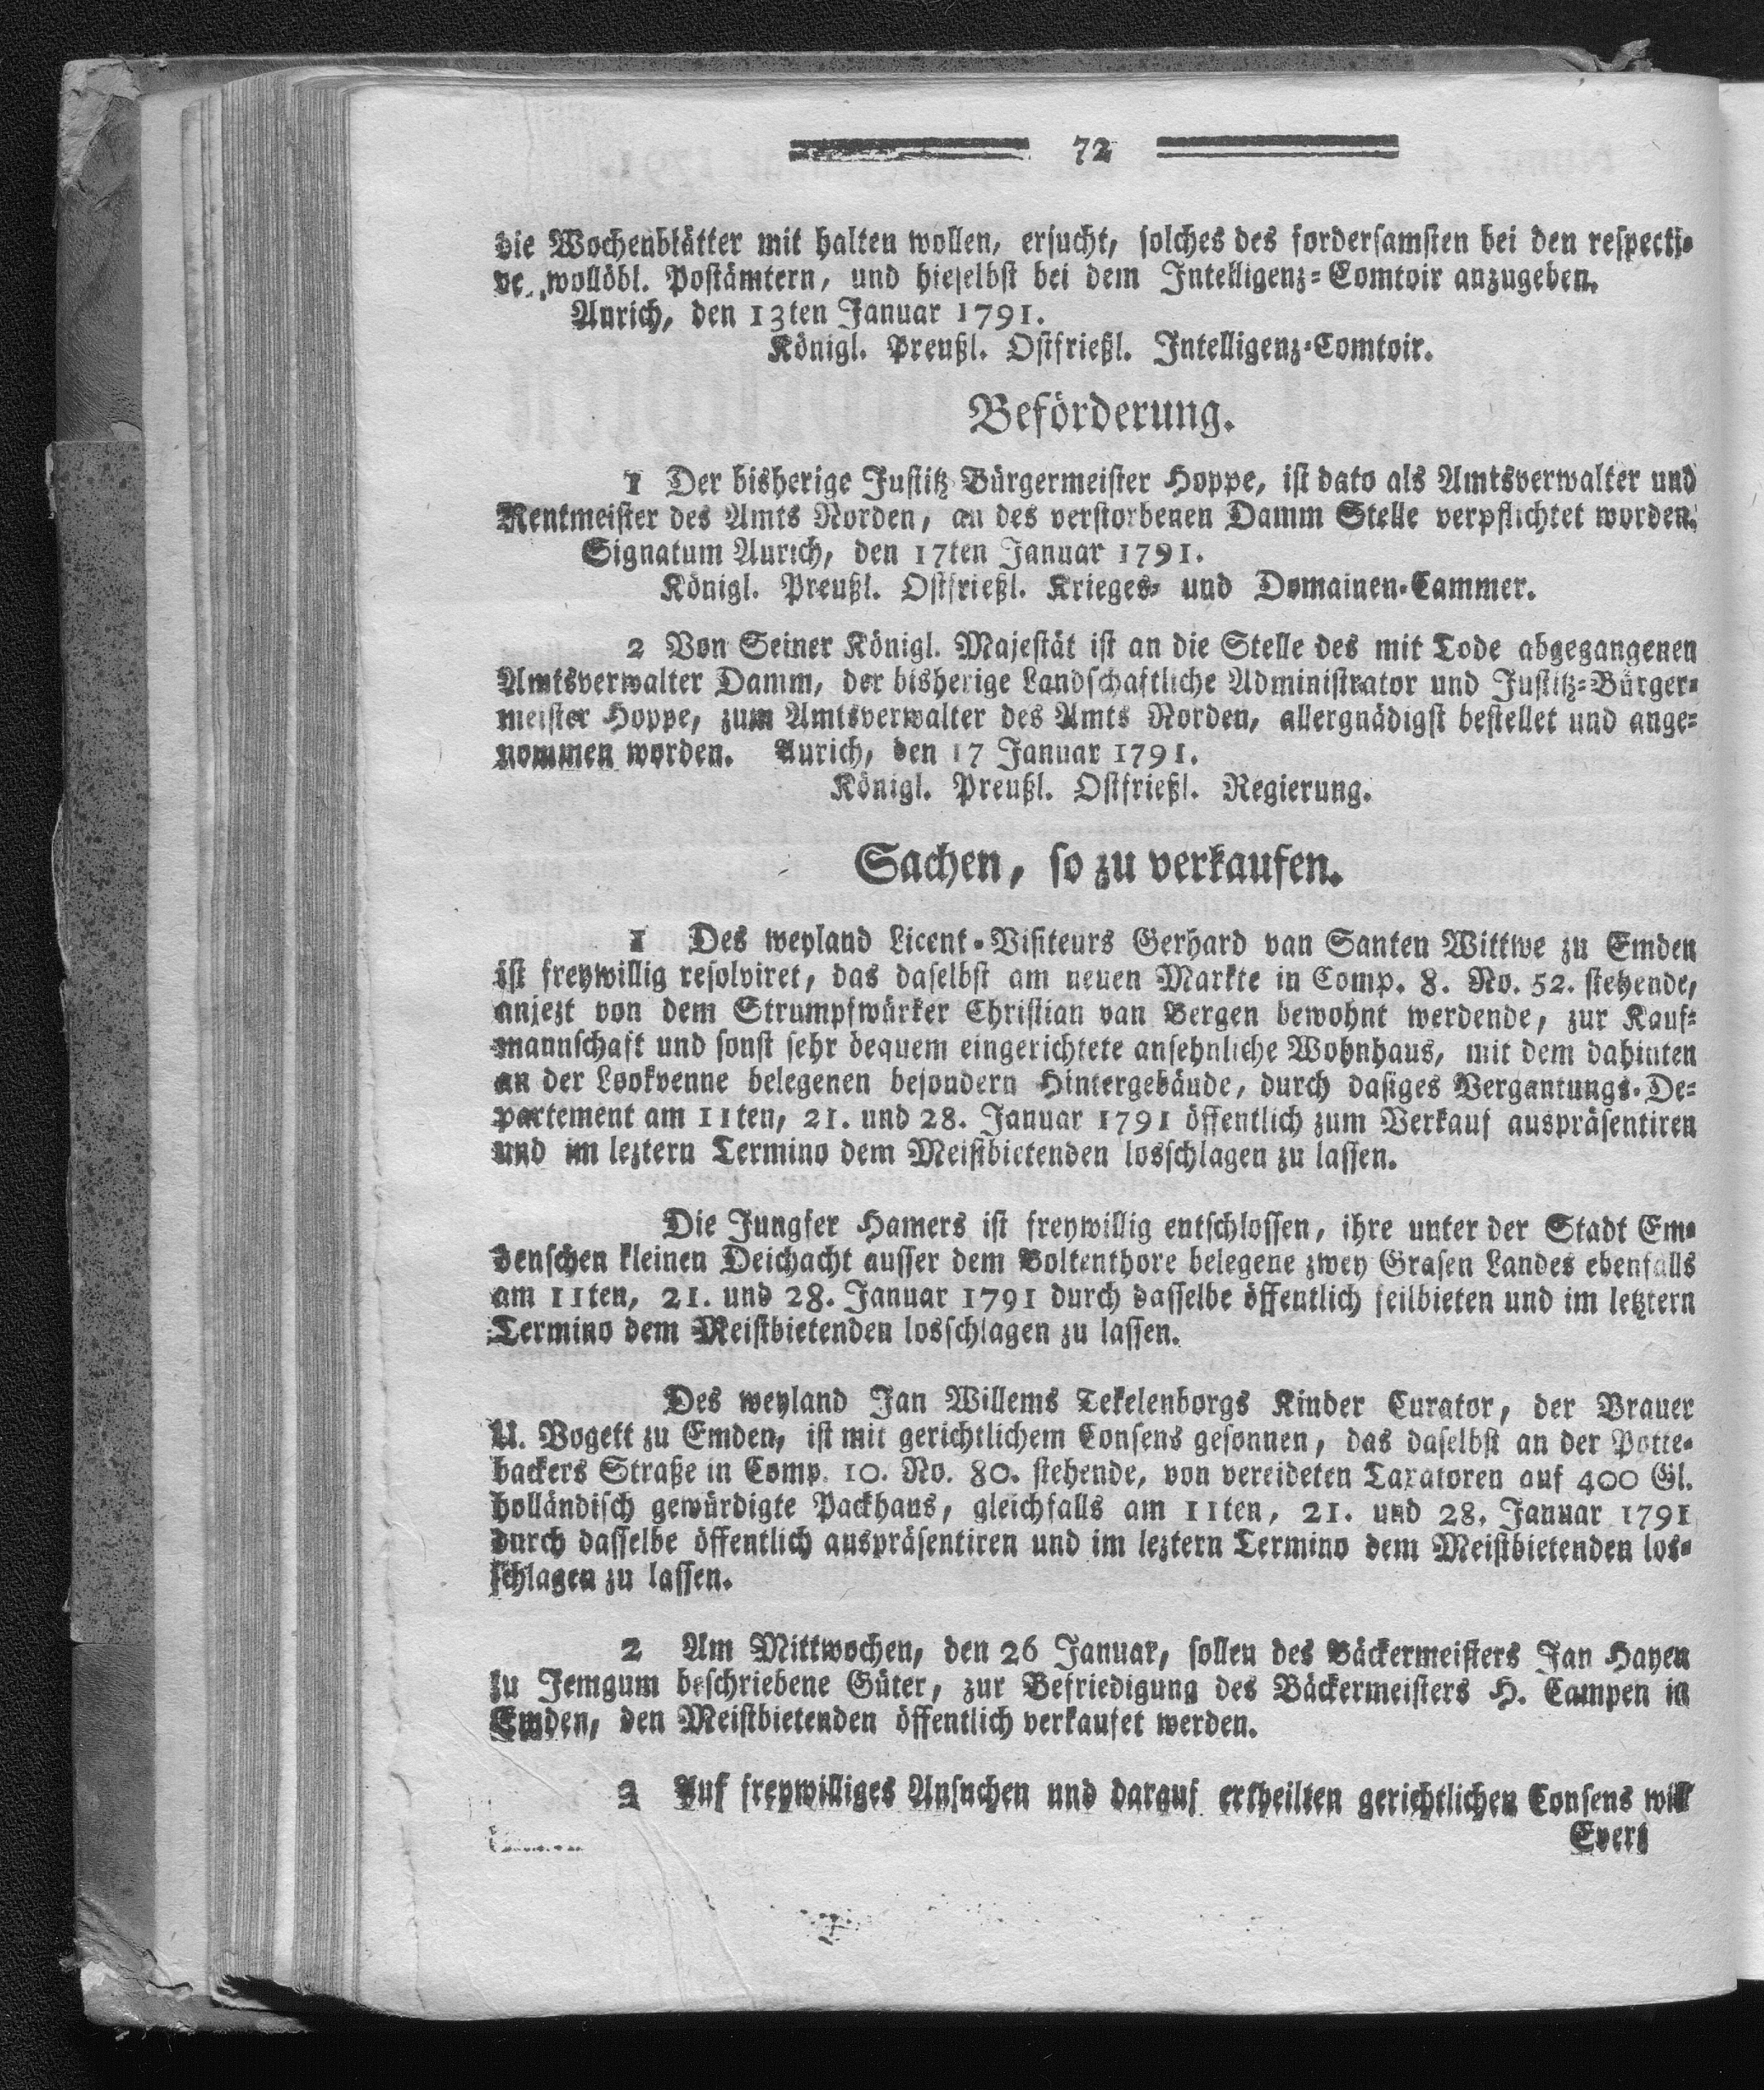 72
die Wochenblätter mit halten wollen, ersucht, solches des fordersamsten bei den respecti-
ve wollöbl. Postämtern, und hieselbst bei dem Intelligenz-Comtoir anzugeben.
Aurich, den 13ten Januar 1791.
Königl. Preußl. Ostfrießl. Intelligenz-Comtoir.
Beförderung.
1 Der bisherige Justitz Bürgermeister Hoppe, ist dato als Amtsverwalter und
Rentmeister des Amts Norden, an des verstorbenen Damm Stelle verpflichtet worden.
Signatum Aurich, den 17ten Januar 1791.
Königl. Preußl. Ostfrießl. Krieges- und Domainen-Cammer.
2 Von Seiner Königl. Majestät ist an die Stelle des mit Tode abgegangenen
Amtsverwalter Damm, der bisherige Landschaftliche Administrator und Justitz-Bürger-
meister Hoppe, zum Amtsverwalter des Amts Norden, allergnädigst bestellet und ange-
nommen worden. Aurich, den 17 Januar 1791.
Königl. Preußl. Ostfrießl. Regierung.
Sachen, so zu verkaufen.
1 Des weyland Licent-Visiteurs Gerhard van Santen Wittwe zu Emden
ist freywillig resolviret, das daselbst am neuen Markte in Comp. 8. No. 52. stehende,
anjezt von dem Strumpfwürker Christian van Bergen bewohnt werdende, zur Kauf-
mannschaft und sonst sehr bequem eingerichtete ansehnliche Wohnhaus, mit dem dahinten
an der Lookvenne belegenen besondern Hintergebäude, durch dasiges Vergantungs-De-
partement am 11ten, 21. und 28. Januar 1791 öffentlich zum Verkauf auspräsentiren
und im leztern Termino dem Meistbietenden losschlagen zu lassen.
Die Jungfer Hamers ist freywillig entschlossen, ihre unter der Stadt Em-
denschen kleinen Deichacht ausser dem Boltenthore belegene zwey Grasen Landes ebenfalls
am 11ten, 21. und 28. Januar 1791 durch dasselbe öffentlich feilbieten und im letztern
Termino dem Meistbietenden losschlagen zu lassen.
Des weyland Jan Willems Tekelenborgs Kinder Curator, der Brauer
U. Vogett zu Emden, ist mit gerichtlichem Consens gesonnen, das daselbst an der Potte-
backers Straße in Comp. 10. No. 80. stehende, von vereideten Taxatoren auf 400 Gl.
holländisch gewürdigte Packhaus, gleichfalls am 11ten, 21. und 28. Januar 1791
durch dasselbe öffentlich auspräsentiren und im leztern Termino dem Meistbietenden los-
schlagen zu lassen.
2 Am Mittwochen, den 26 Januar, sollen des Bäckermeisters Jan Hayen
zu Jemgum beschriebene Güter, zur Befriedigung des Bäckermeisters H. Campen in
Emden, den Meistbietenden öffentlich verkaufet werden.
3 Auf freywilliges Ansuchen und darauf ertheilten gerichtlichen Consens will
Evert